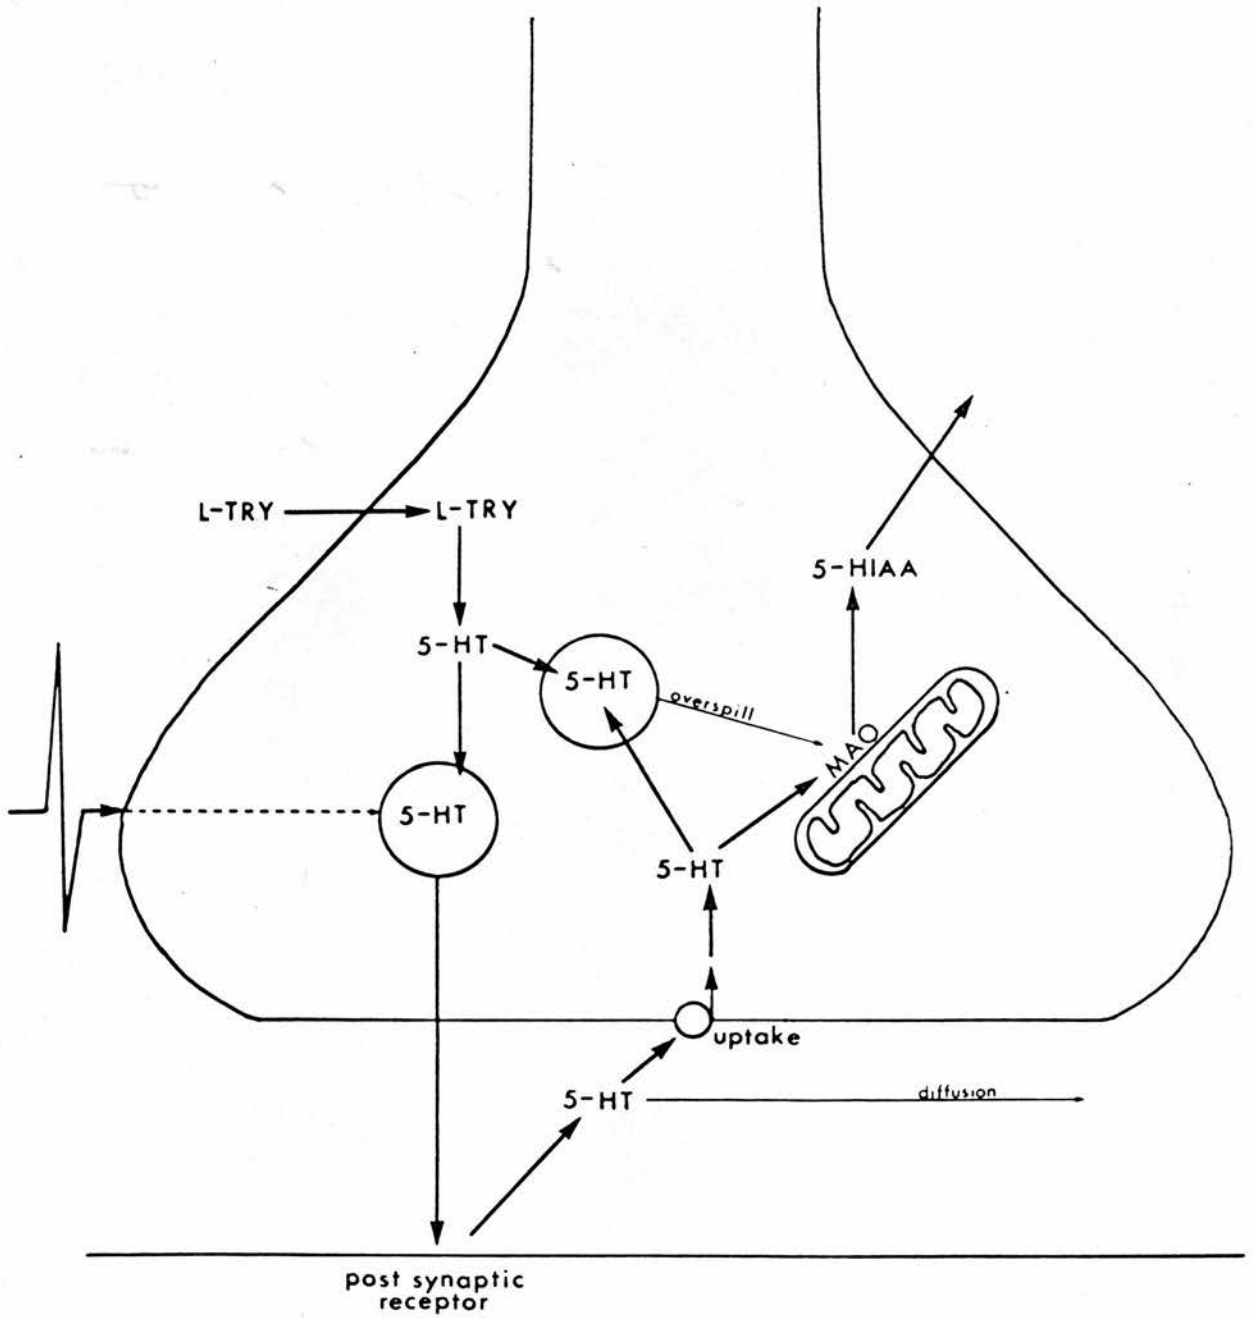 L-TRY
L-TRY
5-HIAA
5-HT
5-HT
overspill
MAO
5-HT
5-HT
uptake
5-HT
diffusion
post synaptic
receptor